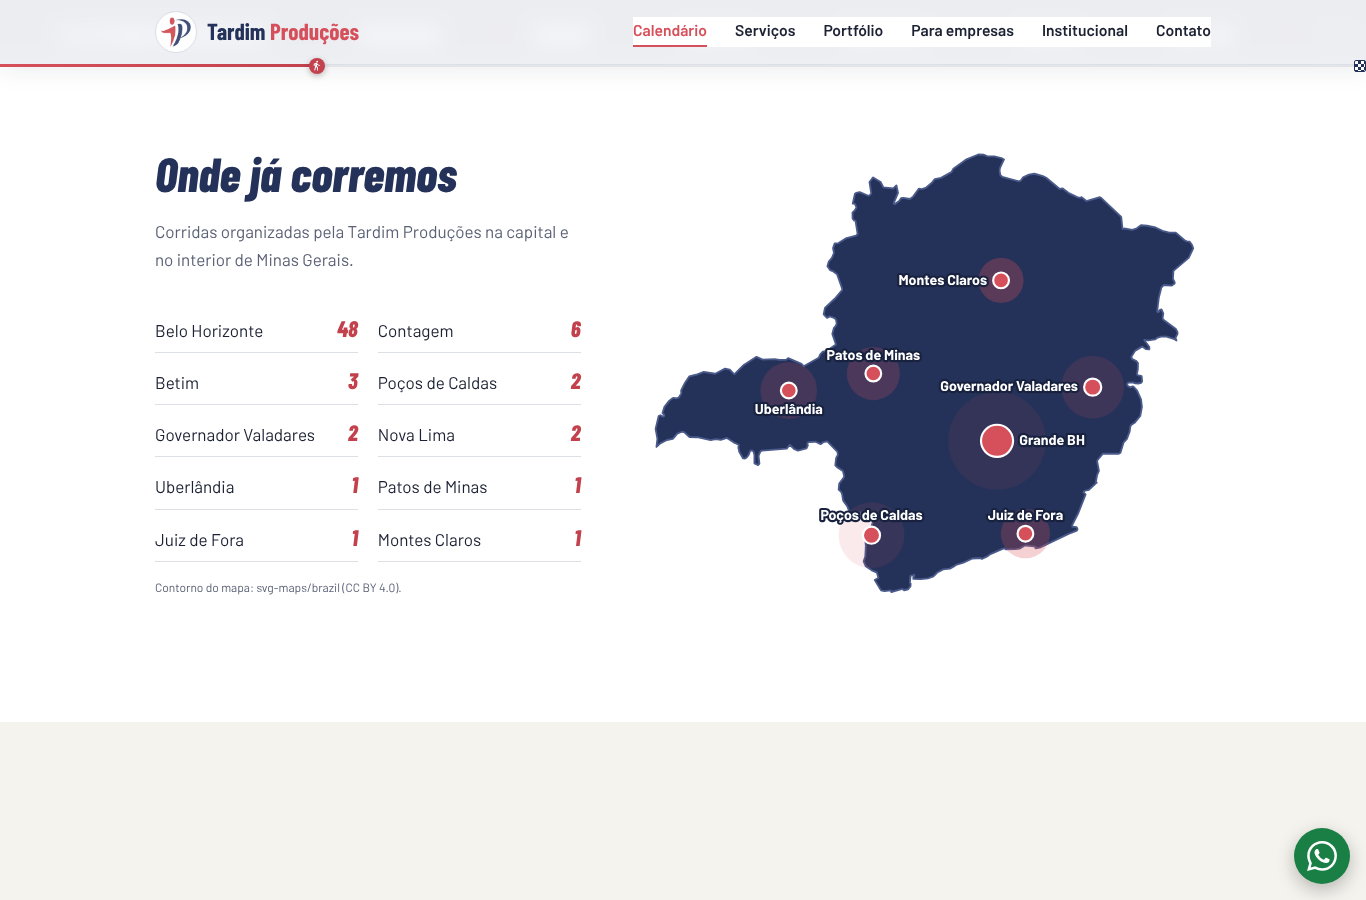 Tardim Produções
Calendário
Serviços
Portfólio
Para empresas
Institucional
Contato
Onde já corremos
Corridas organizadas pela Tardim Produções na capital e
no interior de Minas Gerais.
Belo Horizonte 48
Contagem 6
Betim 3
Poços de Caldas 2
Governador Valadares 2
Nova Lima 2
Uberlândia 1
Patos de Minas 1
Juiz de Fora 1
Montes Claros 1
Contorno do mapa: svg-maps/brazil (CC BY 4.0).
Montes Claros
Patos de Minas
Governador Valadares
Uberlândia
Grande BH
Poços de Caldas
Juiz de Fora